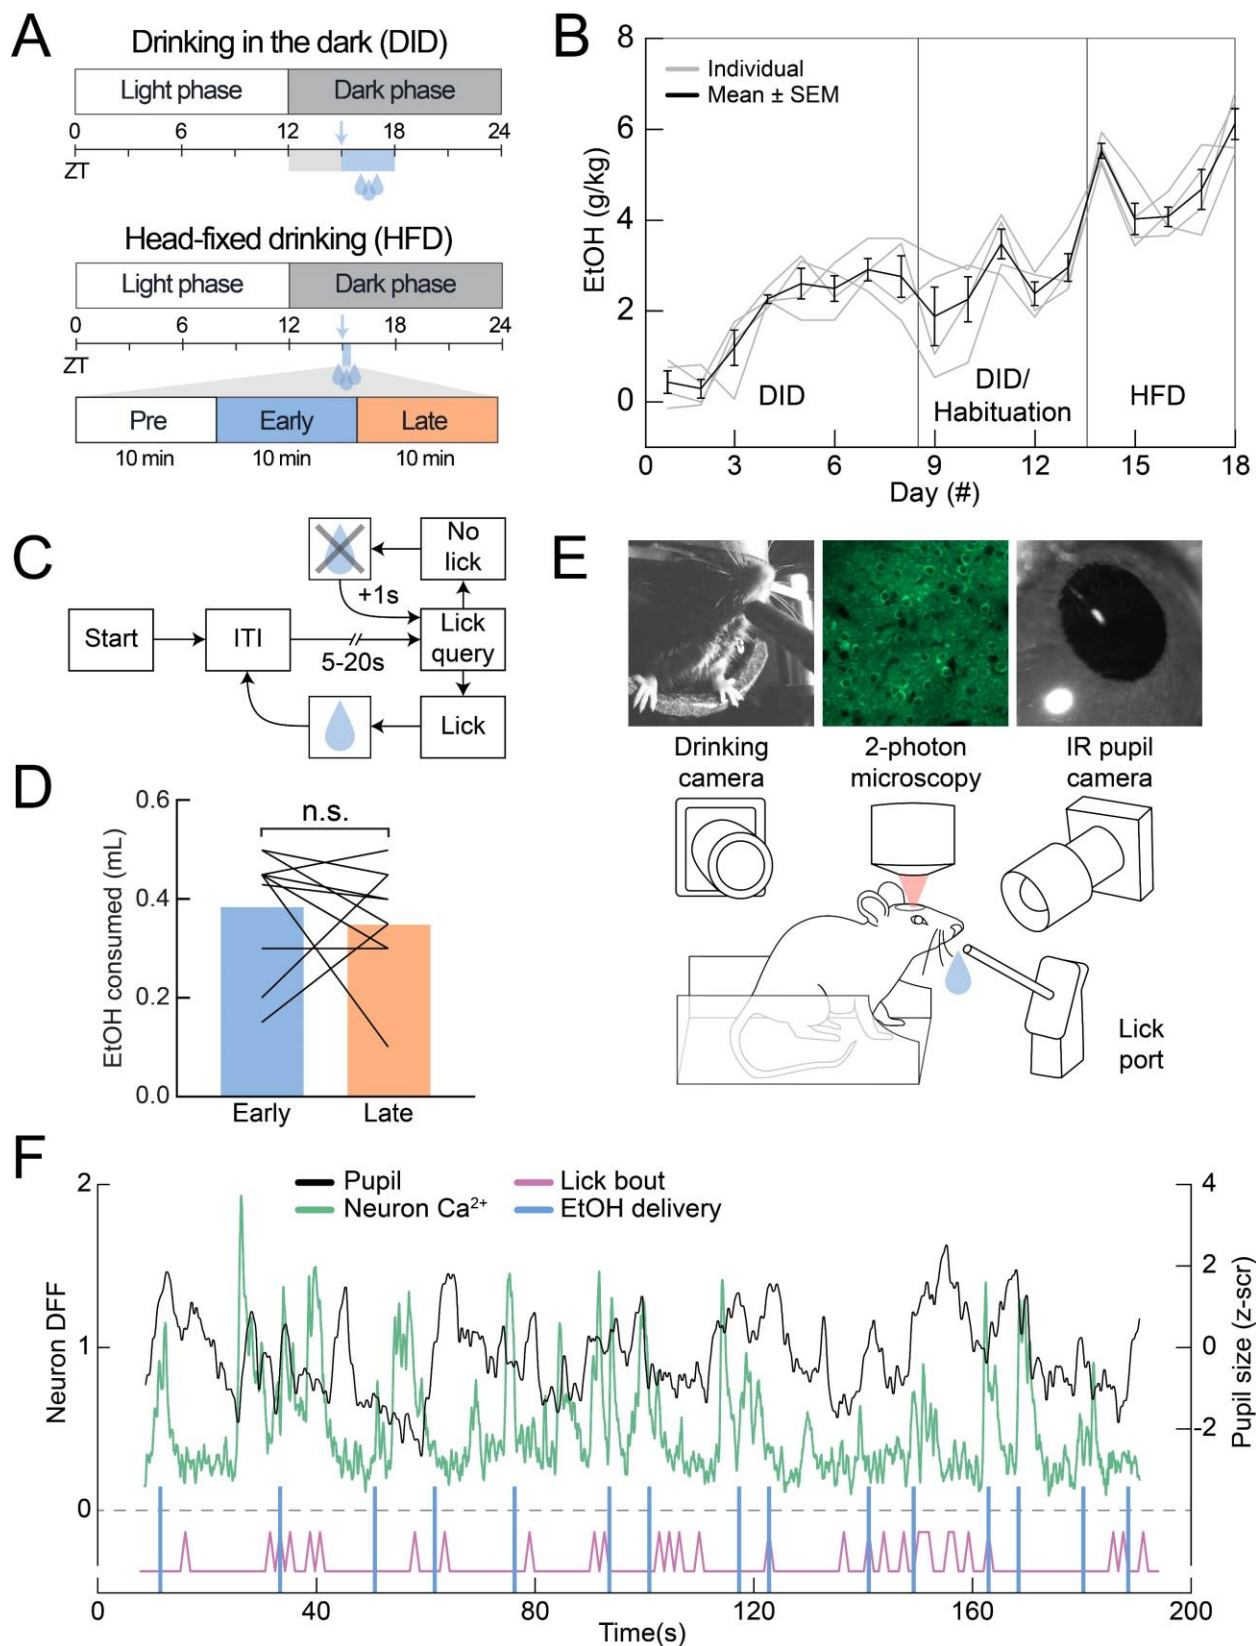 A
Drinking in the dark (DID)
Light phase Dark phase
0 6 12 18 24
ZT
Head-fixed drinking (HFD)
Light phase Dark phase
0 6 12 18 24
ZT
Pre Early Late
10 min 10 min 10 min
B
8
6
4
2
0
EtOH (g/kg)
Individual
Mean ± SEM
DID
DID/
Habituation
HFD
0 3 6 9 12 15 18
Day (#)
C
Start
ITI
5-20s
Lick
query
No
lick
+1s
Lick
D
EtOH consumed (mL)
0.6
0.4
0.2
0.0
n.s.
Early Late
E
Drinking
camera
2-photon
microscopy
IR pupil
camera
Lick
port
F
Pupil
Neuron Ca²⁺
Lick bout
EtOH delivery
Neuron DFF
2
1
0
Pupil size (z-scr)
4
2
0
-2
0 40 80 120 160 200
Time(s)